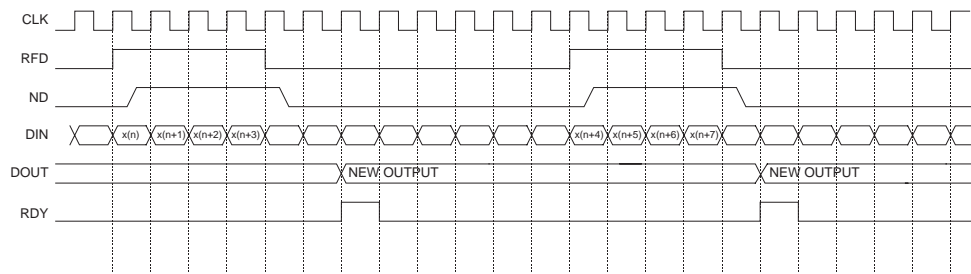 CLK
RFD
ND
DIN x(n) x(n+1) x(n+2) x(n+3) x(n+4) x(n+5) x(n+6) x(n+7)
DOUT NEW OUTPUT NEW OUTPUT
RDY